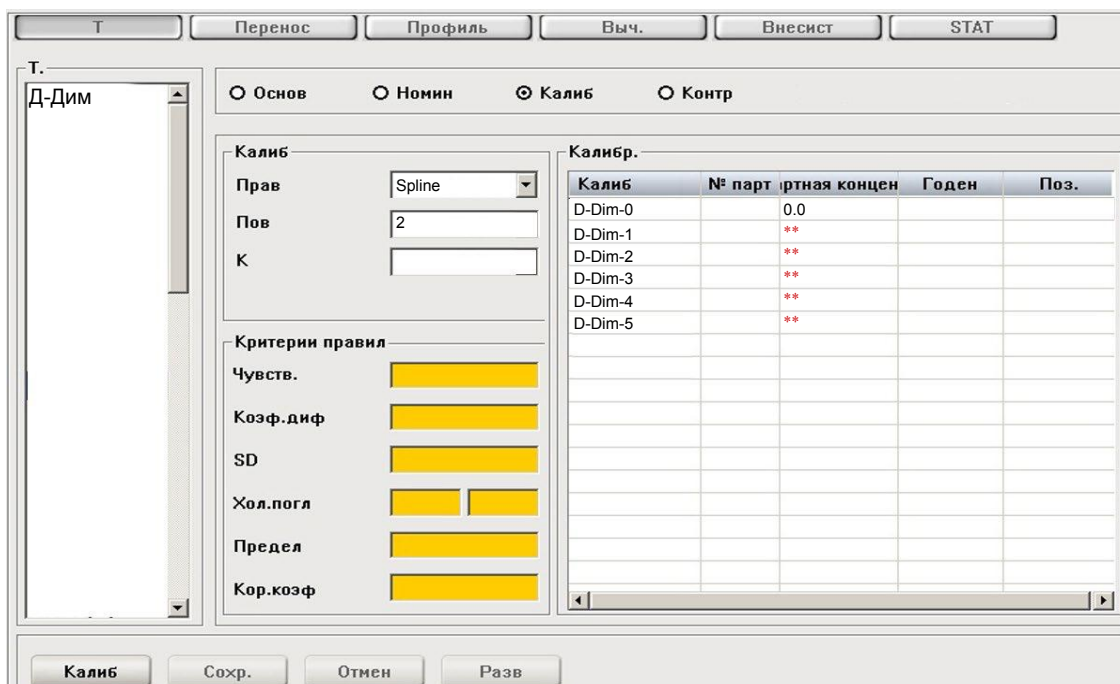 Т Перенос Профиль Выч. Внесист STAT
Т.
Д-Дим
Основ Номин Калиб Контр
Калиб
Прав Spline
Пов 2
К
Критерии правил
Чувств.
Коэф.диф
SD
Хол.погл
Предел
Кор.коэф
Калибр.
Калиб № парт ртная концен Годен Поз.
D-Dim-0 0.0
D-Dim-1 **
D-Dim-2 **
D-Dim-3 **
D-Dim-4 **
D-Dim-5 **
Калиб Сохр. Отмен Разв